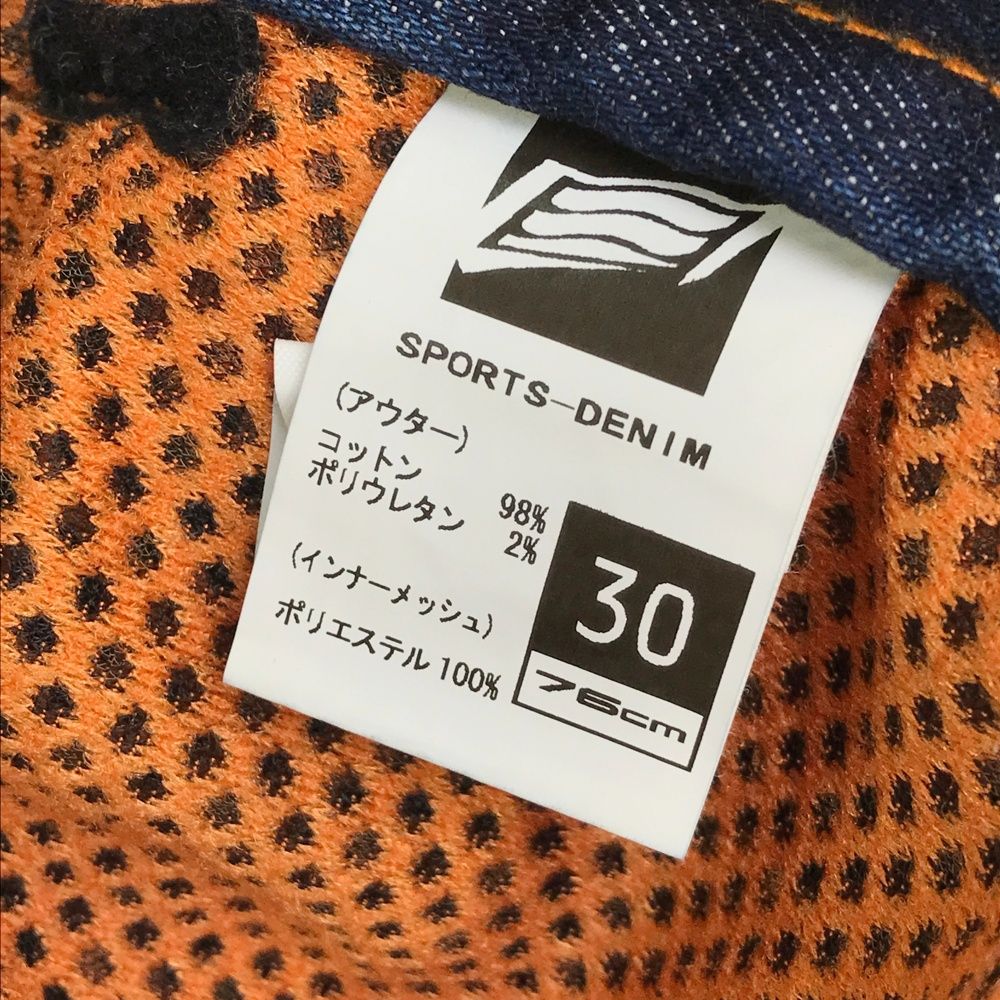 SPORTS-DENIM
(アウター)
コットン 98%
ポリウレタン 2%
(インナーメッシュ)
ポリエステル 100%
30
76cm